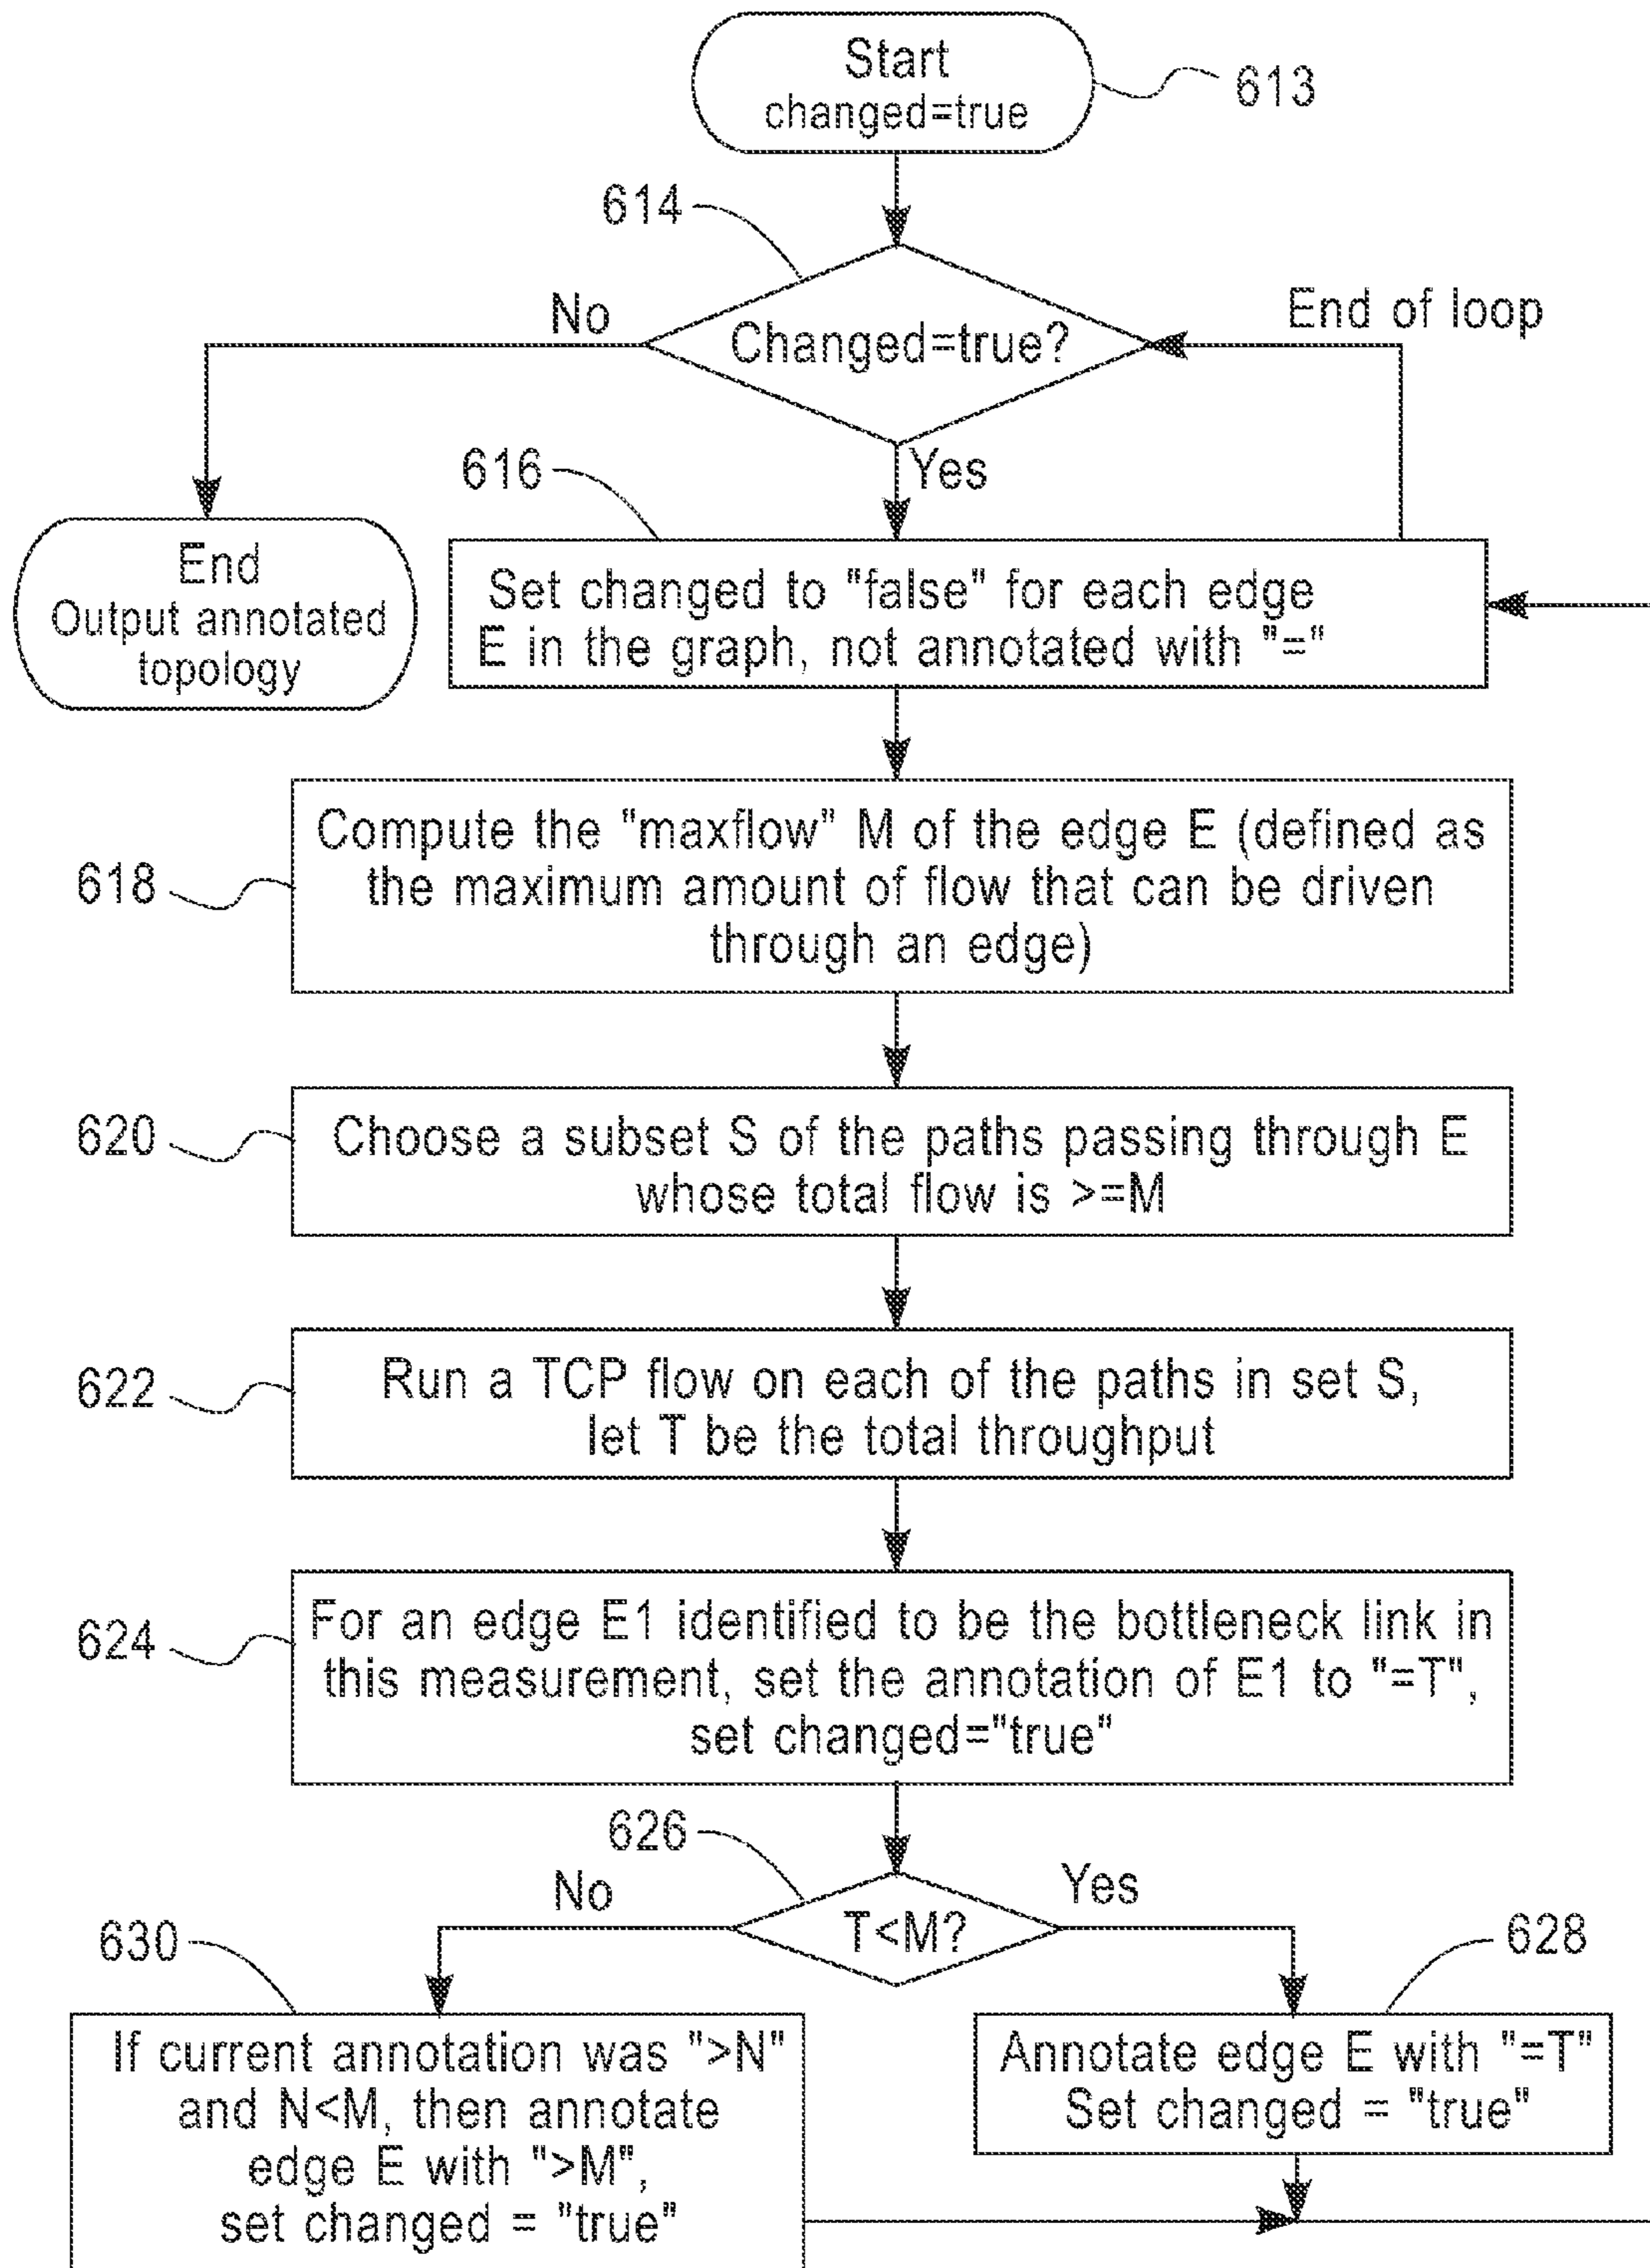 Start
changed=true
613
614
No
Changed=true?
End of loop
616
Yes
End
Output annotated
topology
Set changed to "false" for each edge
E in the graph, not annotated with "="
618
Compute the "maxflow" M of the edge E (defined as
the maximum amount of flow that can be driven
through an edge)
620
Choose a subset S of the paths passing through E
whose total flow is >=M
622
Run a TCP flow on each of the paths in set S,
let T be the total throughput
624
For an edge E1 identified to be the bottleneck link in
this measurement, set the annotation of E1 to "=T",
set changed="true"
626
No
Yes
T<M?
630
628
If current annotation was ">N"
and N<M, then annotate
edge E with ">M",
set changed = "true"
Annotate edge E with "=T"
Set changed = "true"